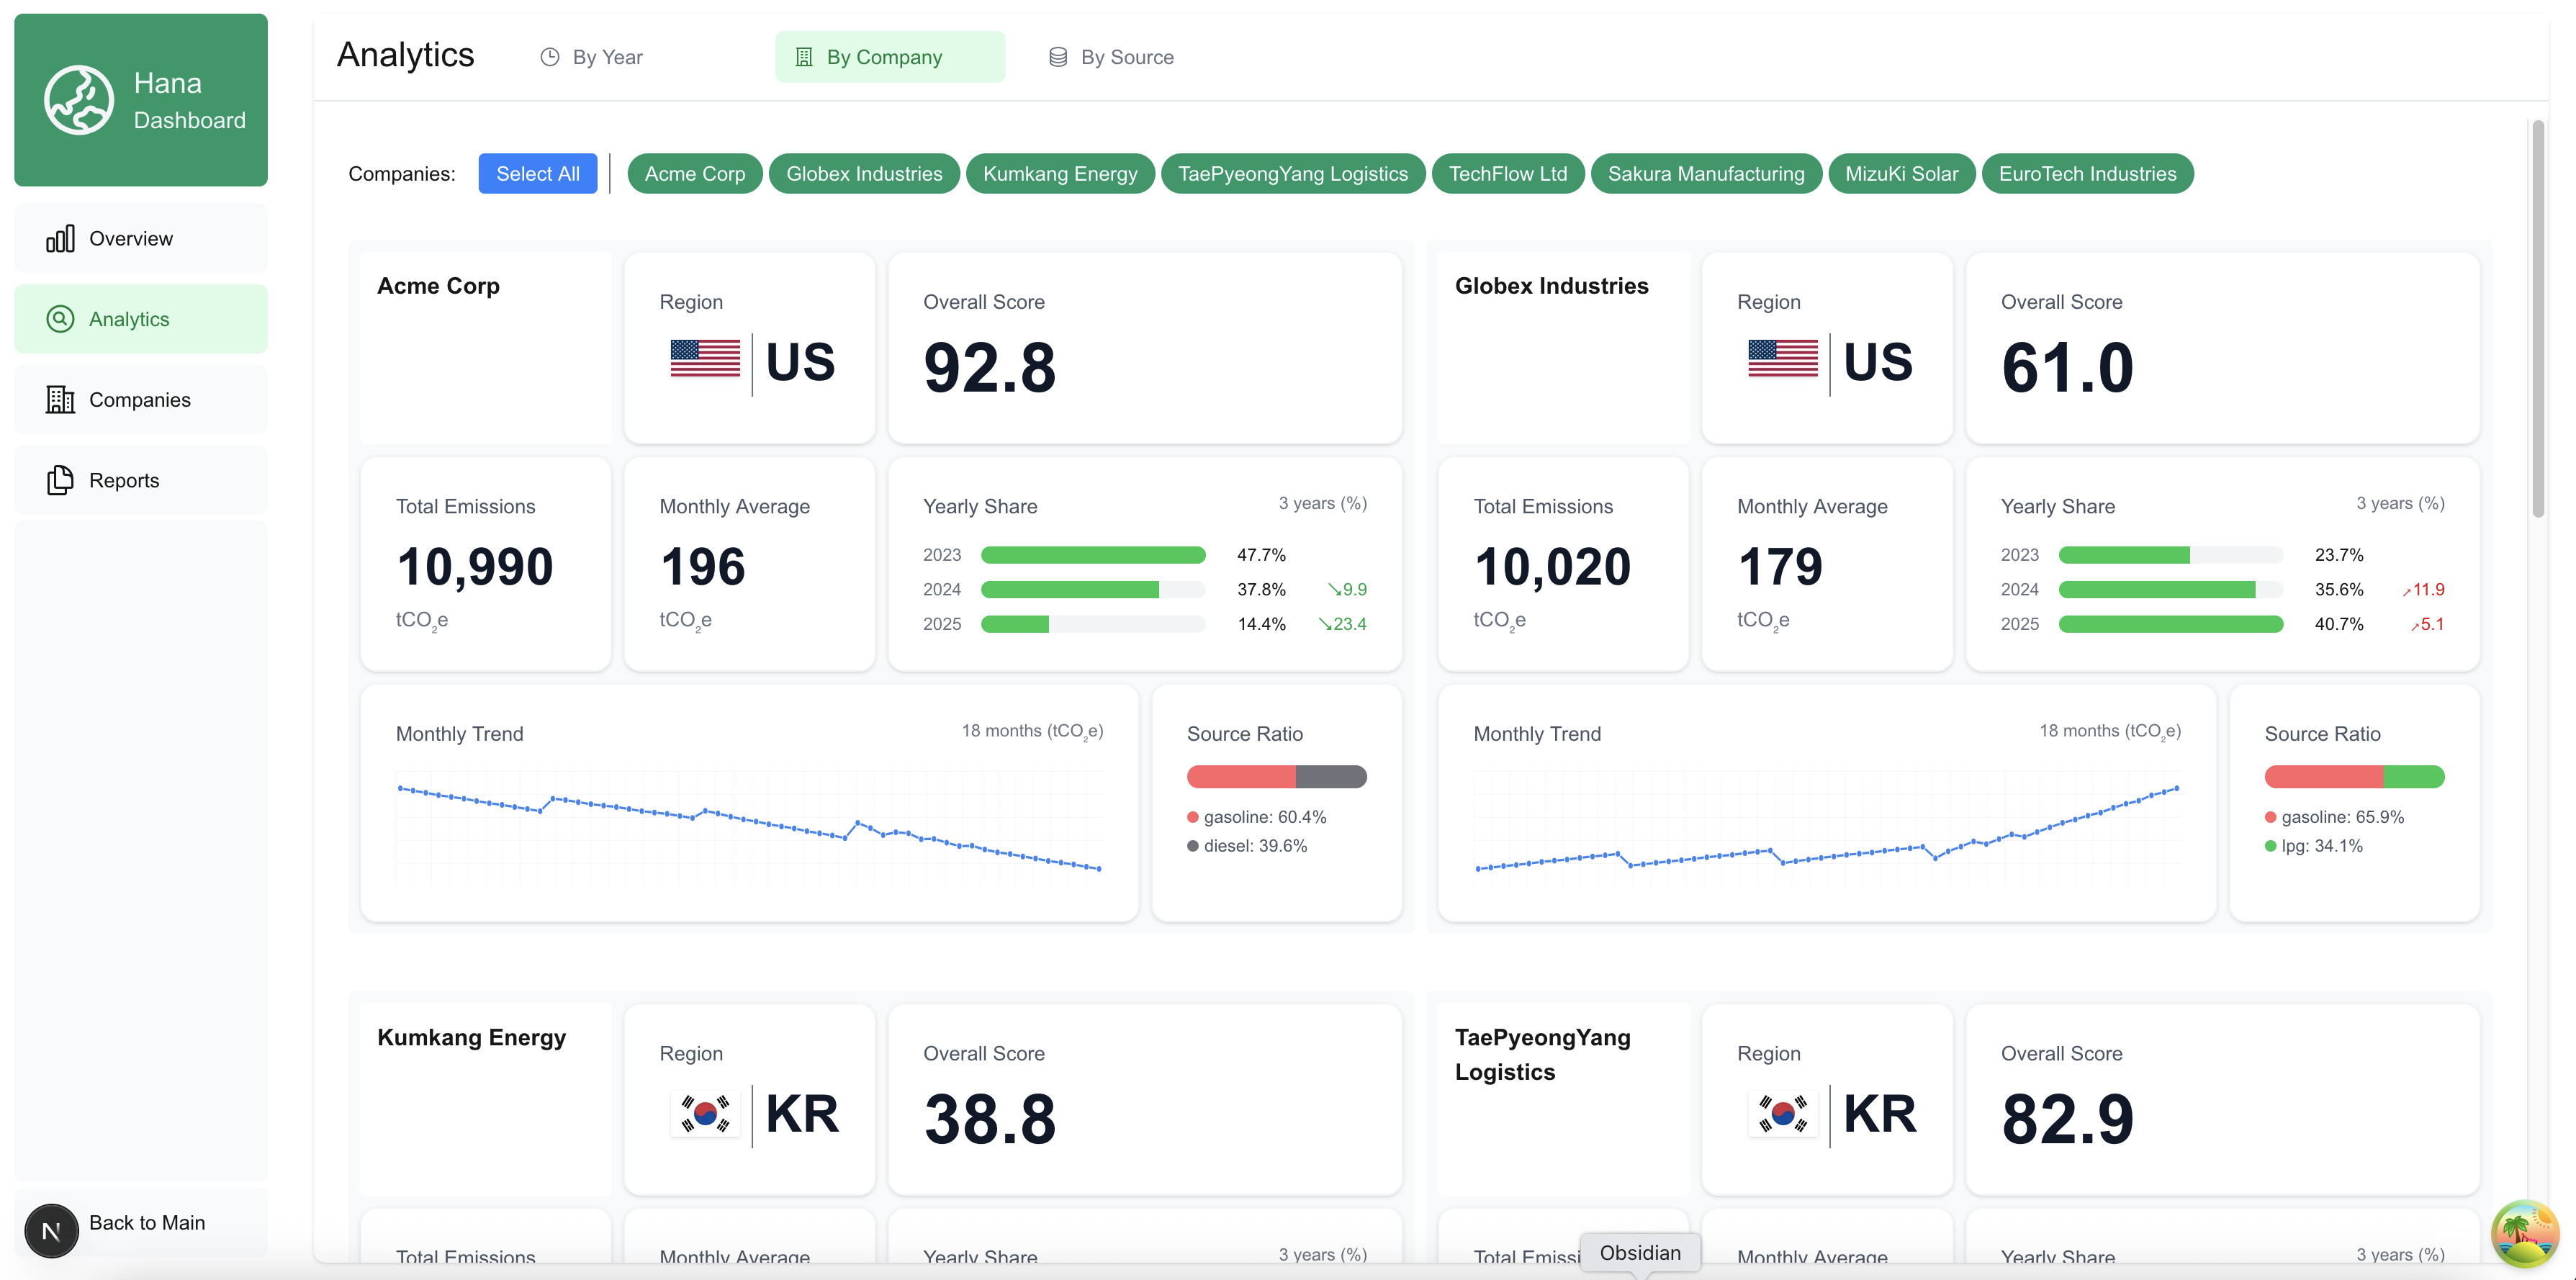 Hana
Dashboard
Overview
Analytics
Companies
Reports
Back to Main
N
Analytics
By Year
By Company
By Source
Companies:
Select All
Acme Corp
Globex Industries
Kumkang Energy
TaePyeongYang Logistics
TechFlow Ltd
Sakura Manufacturing
MizuKi Solar
EuroTech Industries
Acme Corp
Region
US
Overall Score
92.8
Total Emissions
10,990
tCO₂e
Monthly Average
196
tCO₂e
Yearly Share
3 years (%)
2023 47.7%
2024 37.8% ↘9.9
2025 14.4% ↘23.4
Monthly Trend
18 months (tCO₂e)
Source Ratio
gasoline: 60.4%
diesel: 39.6%
Globex Industries
Region
US
Overall Score
61.0
Total Emissions
10,020
tCO₂e
Monthly Average
179
tCO₂e
Yearly Share
3 years (%)
2023 23.7%
2024 35.6% ↗11.9
2025 40.7% ↗5.1
Monthly Trend
18 months (tCO₂e)
Source Ratio
gasoline: 65.9%
lpg: 34.1%
Kumkang Energy
Region
KR
Overall Score
38.8
Total Emissions
Monthly Average
Yearly Share
3 years (%)
TaePyeongYang
Logistics
Region
KR
Overall Score
82.9
Total Emissi
Monthly Average
Yearly Share
3 years (%)
Obsidian